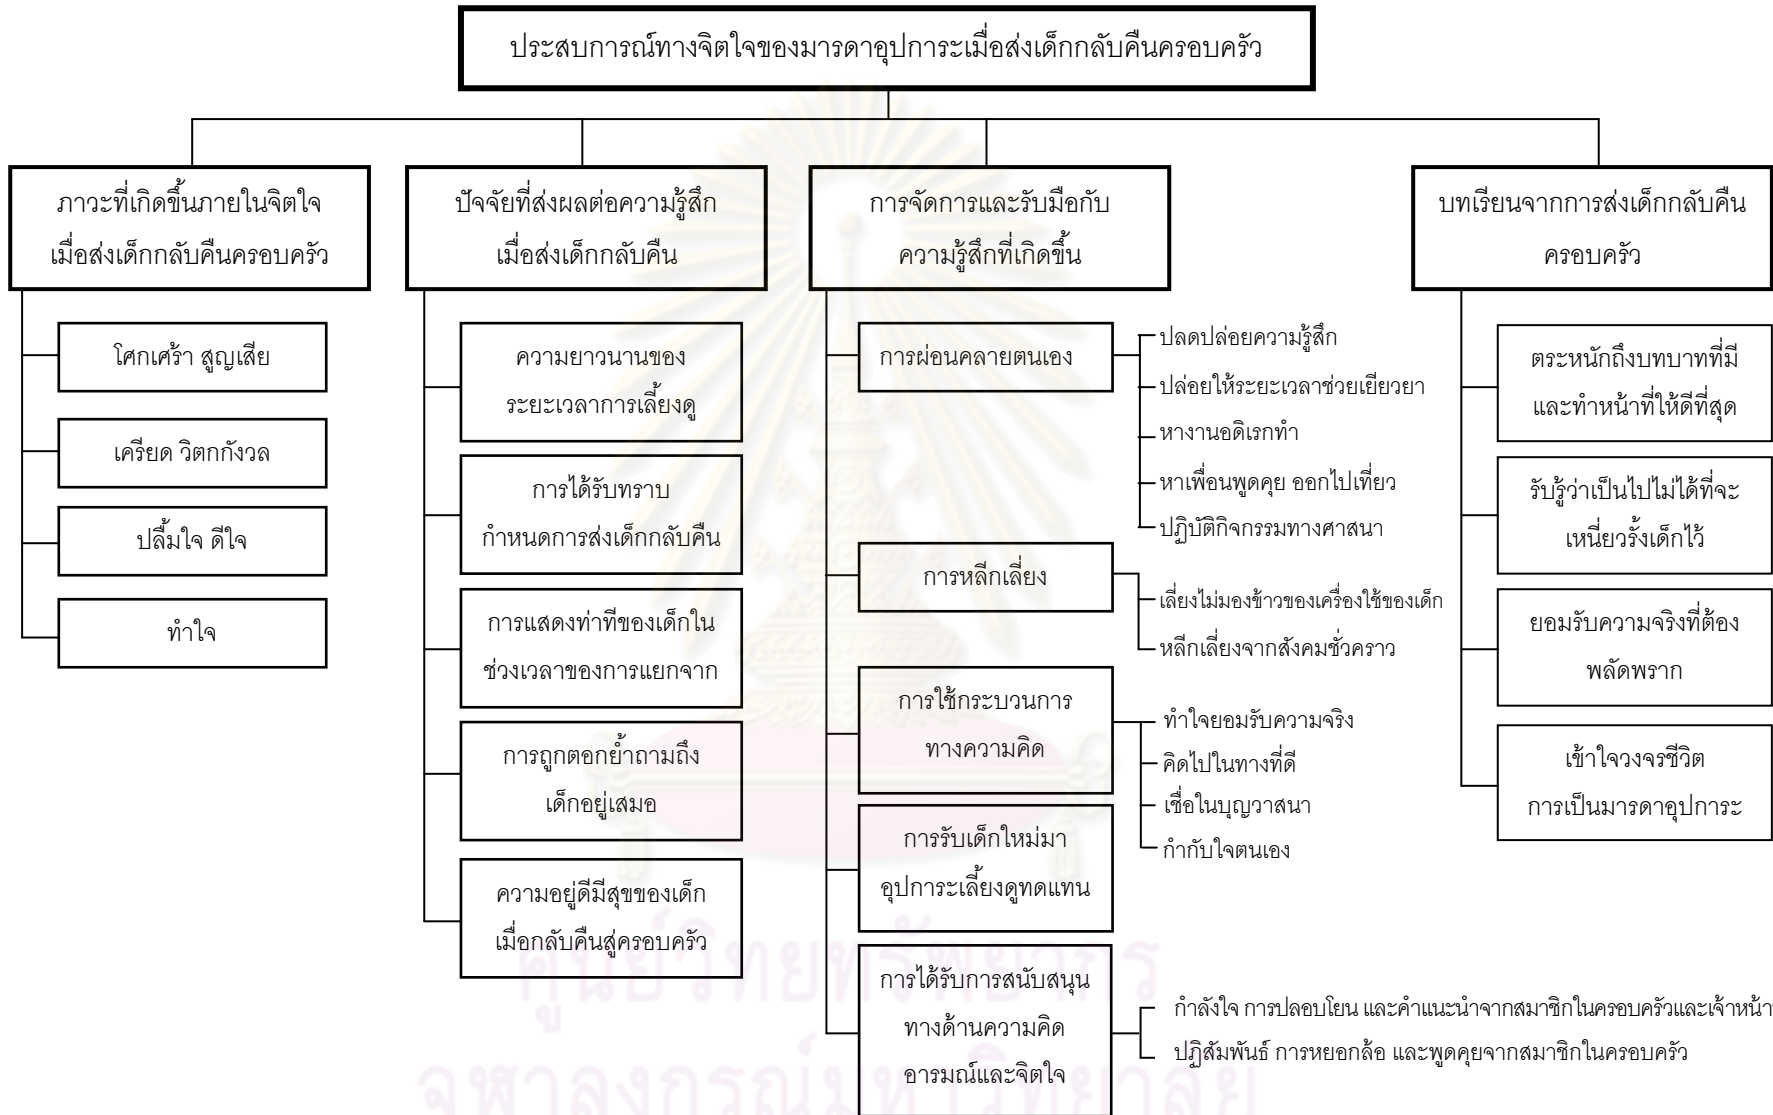 ประสบการณ์ทางจิตใจของมารดาอุปการะเมื่อส่งเด็กกลับคืนครอบครัว
ภาวะที่เกิดขึ้นภายในจิตใจ
เมื่อส่งเด็กกลับคืนครอบครัว
โศกเศร้า สูญเสีย
เครียด วิตกกังวล
ปลื้มใจ ดีใจ
ทำใจ
ปัจจัยที่ส่งผลต่อความรู้สึก
เมื่อส่งเด็กกลับคืน
ความยาวนานของ
ระยะเวลาการเลี้ยงดู
การได้รับทราบ
กำหนดการส่งเด็กกลับคืน
การแสดงท่าทีของเด็กใน
ช่วงเวลาของการแยกจาก
การถูกตอกย้ำถามถึง
เด็กอยู่เสมอ
ความอยู่ดีมีสุขของเด็ก
เมื่อกลับคืนสู่ครอบครัว
การจัดการและรับมือกับ
ความรู้สึกที่เกิดขึ้น
การผ่อนคลายตนเอง
ปลดปล่อยความรู้สึก
ปล่อยให้ระยะเวลาช่วยเยียวยา
หางานอดิเรกทำ
หาเพื่อนพูดคุย ออกไปเที่ยว
ปฏิบัติกิจกรรมทางศาสนา
การหลีกเลี่ยง
เลี่ยงไม่มองข้าวของเครื่องใช้ของเด็ก
หลีกเลี่ยงจากสังคมชั่วคราว
การใช้กระบวนการ
ทางความคิด
ทำใจยอมรับความจริง
คิดไปในทางที่ดี
เชื่อในบุญวาสนา
กำกับใจตนเอง
การรับเด็กใหม่มา
อุปการะเลี้ยงดูทดแทน
การได้รับการสนับสนุน
ทางด้านความคิด
อารมณ์และจิตใจ
กำลังใจ การปลอบโยน และคำแนะนำจากสมาชิกในครอบครัวและเจ้าหน้า
ปฏิสัมพันธ์ การหยอกล้อ และพูดคุยจากสมาชิกในครอบครัว
บทเรียนจากการส่งเด็กกลับคืน
ครอบครัว
ตระหนักถึงบทบาทที่มี
และทำหน้าที่ให้ดีที่สุด
รับรู้ว่าเป็นไปไม่ได้ที่จะ
เหนี่ยวรั้งเด็กไว้
ยอมรับความจริงที่ต้อง
พลัดพราก
เข้าใจวงจรชีวิต
การเป็นมารดาอุปการะ
ศูนย์วิทยทรัพยากร
จุฬาลงกรณ์มหาวิทยาลัย